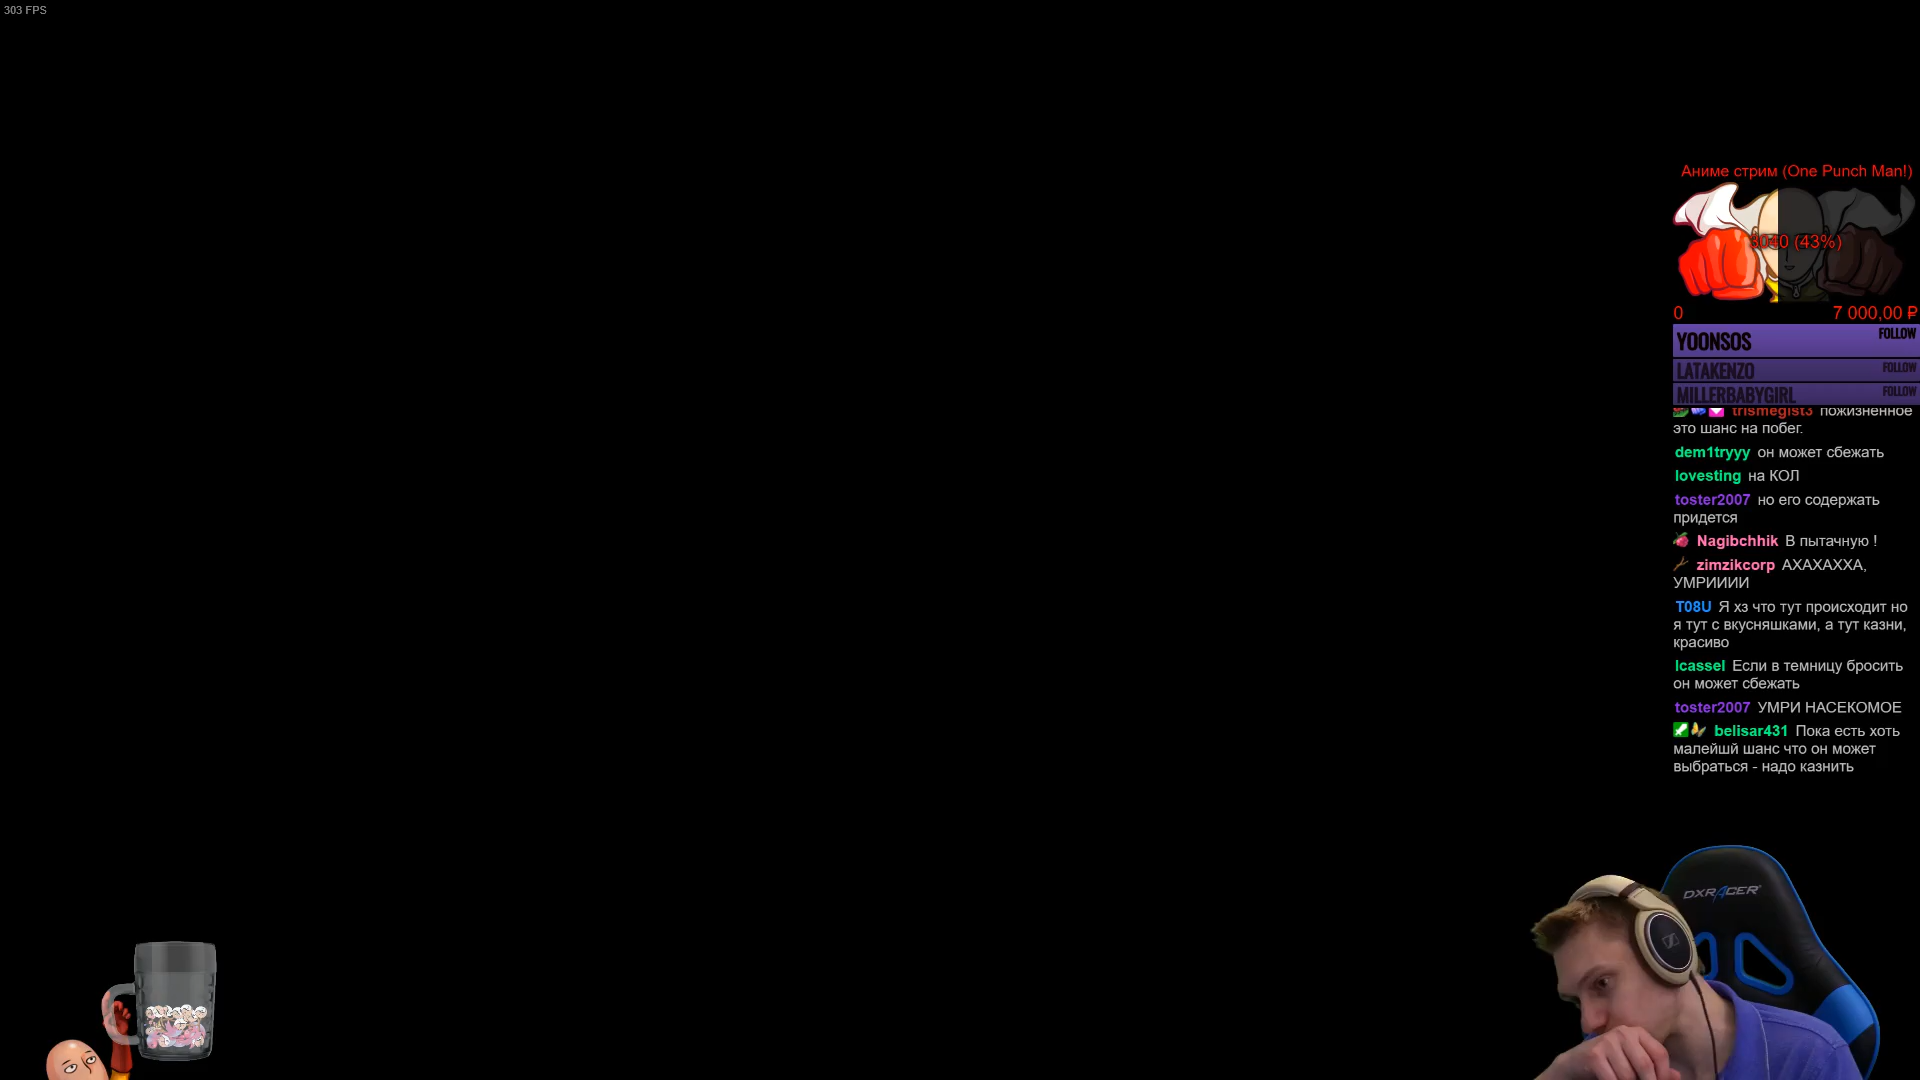 303 FPS
Аниме стрим (One Punch Man!)
3040 (43%)
0
7 000,00 ₽
YOONSOS
FOLLOW
LATAKENZO
FOLLOW
MILLERBABYGIRL
FOLLOW
trismegist3 пожизненное
это шанс на побег.
dem1tryyy он может сбежать
lovesting на КОЛ
toster2007 но его содержать
придется
Nagibchhik В пытачную !
zimzikcorp АХАХАХХА,
УМРИИИИ
T08U Я хз что тут происходит но
я тут с вкусняшками, а тут казни,
красиво
lcassel Если в темницу бросить
он может сбежать
toster2007 УМРИ НАСЕКОМОЕ
belisar431 Пока есть хоть
малейшй шанс что он может
выбраться - надо казнить
DXRACER